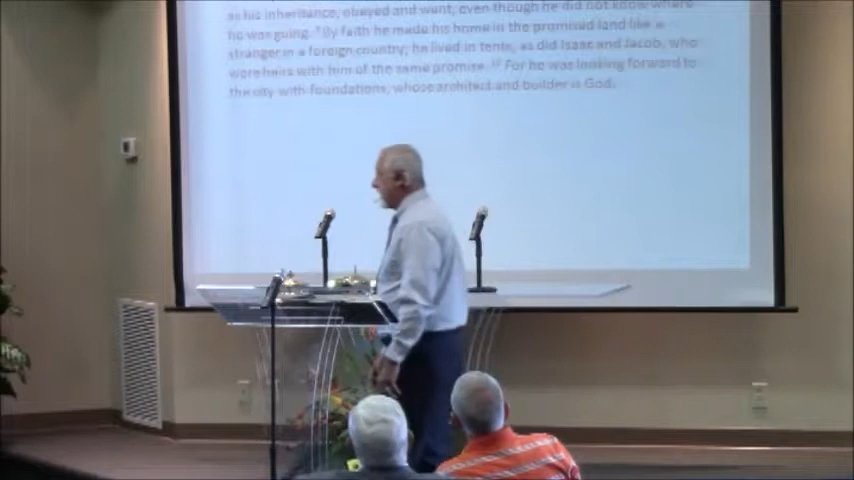 as his inheritance, obeyed and went, even though he did not know where
he was going. ⁹ By faith he made his home in the promised land like a
stranger in a foreign country; he lived in tents, as did Isaac and Jacob, who
were heirs with him of the same promise. ¹⁰ For he was looking forward to
the city with foundations, whose architect and builder is God.